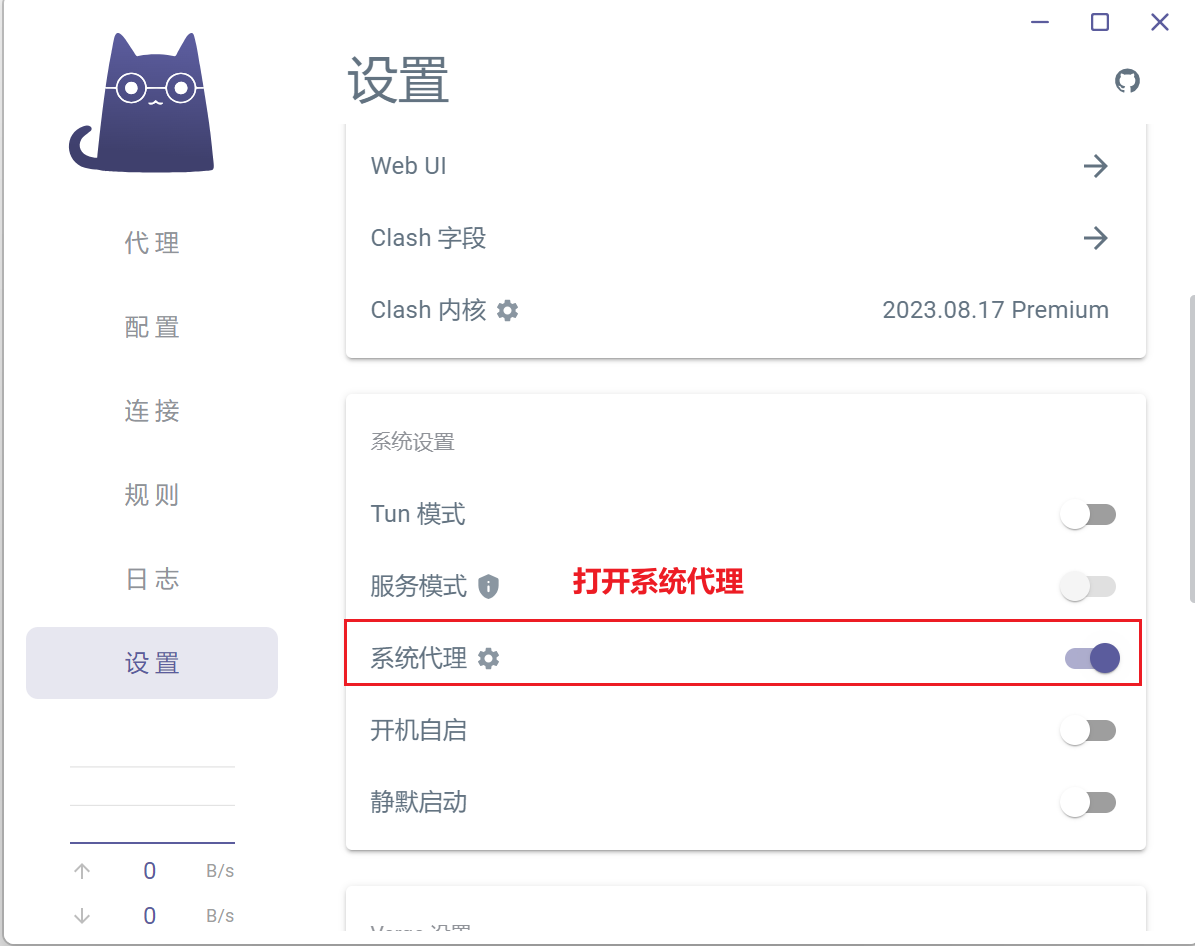 设置
Web UI
Clash 字段
Clash 内核
2023.08.17 Premium
代理
配置
连接
规则
日志
设置
0 B/s
0 B/s
系统设置
Tun 模式
服务模式
打开系统代理
系统代理
开机自启
静默启动
Verge 设置